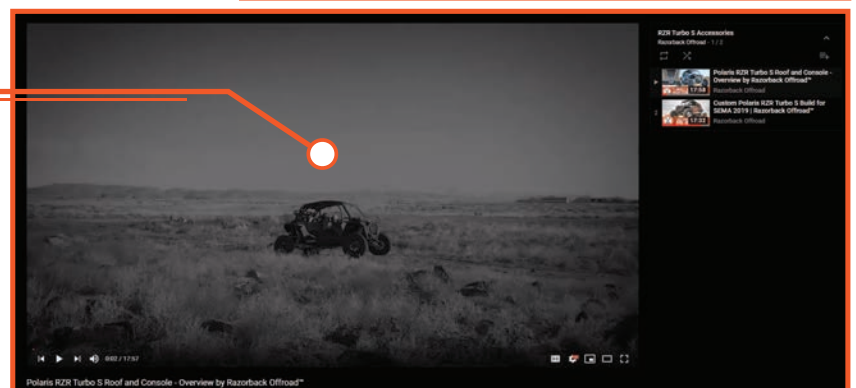 RZR Turbo S Accessories
Razorback Offroad - 1 / 2
Polaris RZR Turbo S Roof and Console -
Overview by Razorback Offroad™
Razorback Offroad
17:58
2
Custom Polaris RZR Turbo S Build for
SEMA 2019 | Razorback Offroad™
Razorback Offroad
17:32
0:02 / 17:57
Polaris RZR Turbo S Roof and Console - Overview by Razorback Offroad™